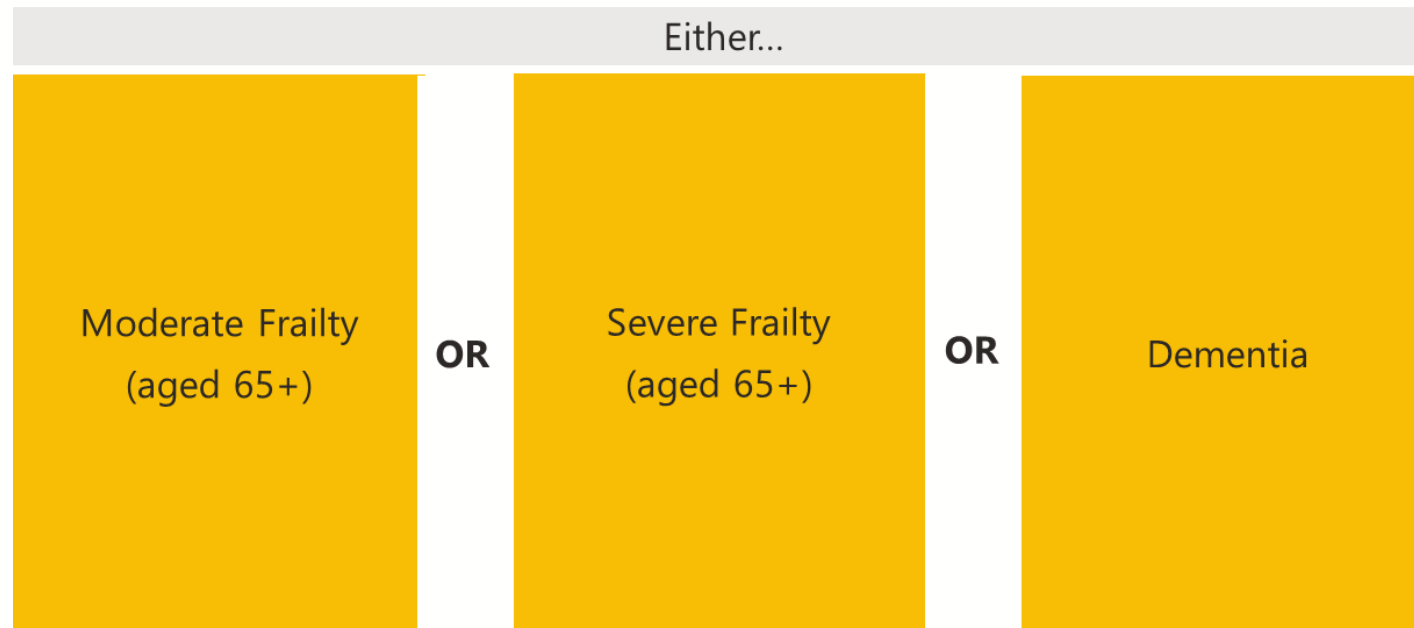 Either...
Moderate Frailty
(aged 65+)
OR
Severe Frailty
(aged 65+)
OR
Dementia